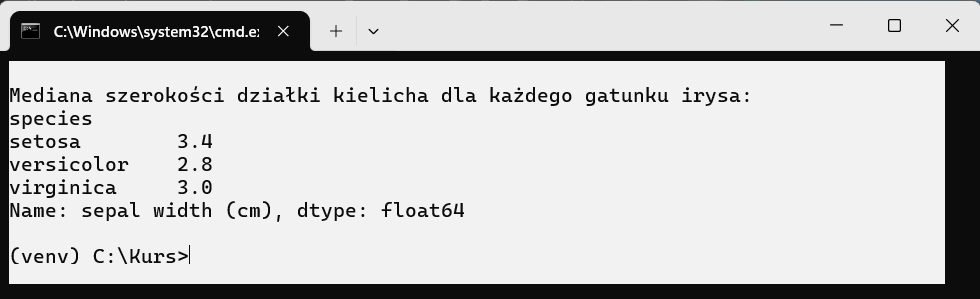 C:\Windows\system32\cmd.e
Mediana szerokości działki kielicha dla każdego gatunku irysa:
species
setosa        3.4
versicolor    2.8
virginica     3.0
Name: sepal width (cm), dtype: float64
(venv) C:\Kurs>